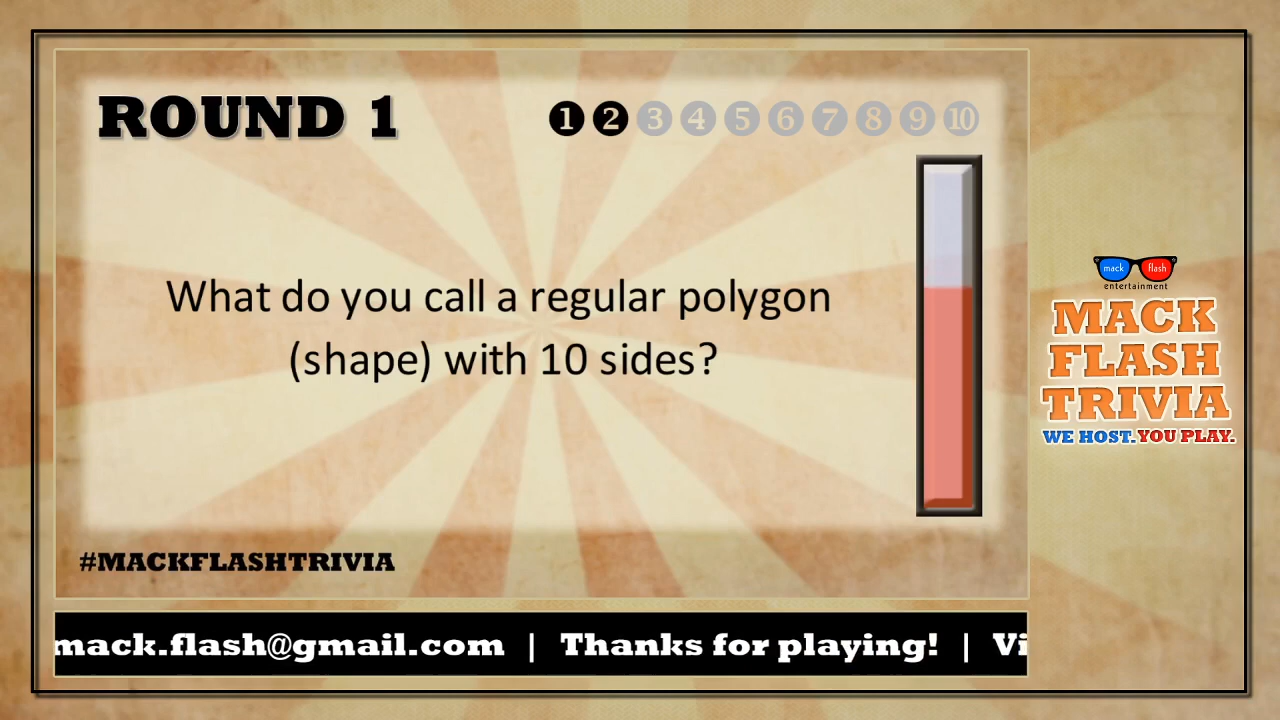 ROUND 1
1 2 3 4 5 6 7 8 9 10
What do you call a regular polygon
(shape) with 10 sides?
#MACKFLASHTRIVIA
mack.flash@gmail.com | Thanks for playing! | Vi
mack flash
entertainment
MACK
FLASH
TRIVIA
WE HOST. YOU PLAY.